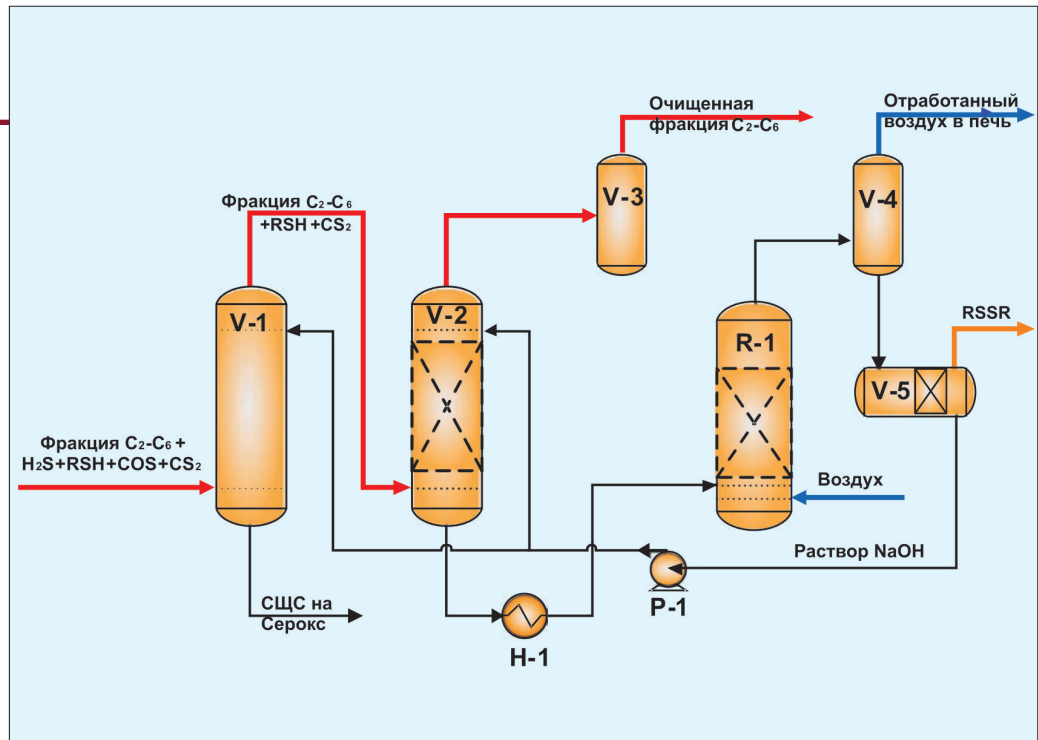 Очищенная
фракция C₂-C₆
Отработанный
воздух в печь
V-3
V-4
Фракция C₂-C₆
+RSH +CS₂
V-1
V-2
R-1
RSSR
V-5
Фракция C₂-C₆ +
H₂S+RSH+COS+CS₂
Воздух
Раствор NaOH
P-1
СЩС на
Серокс
H-1